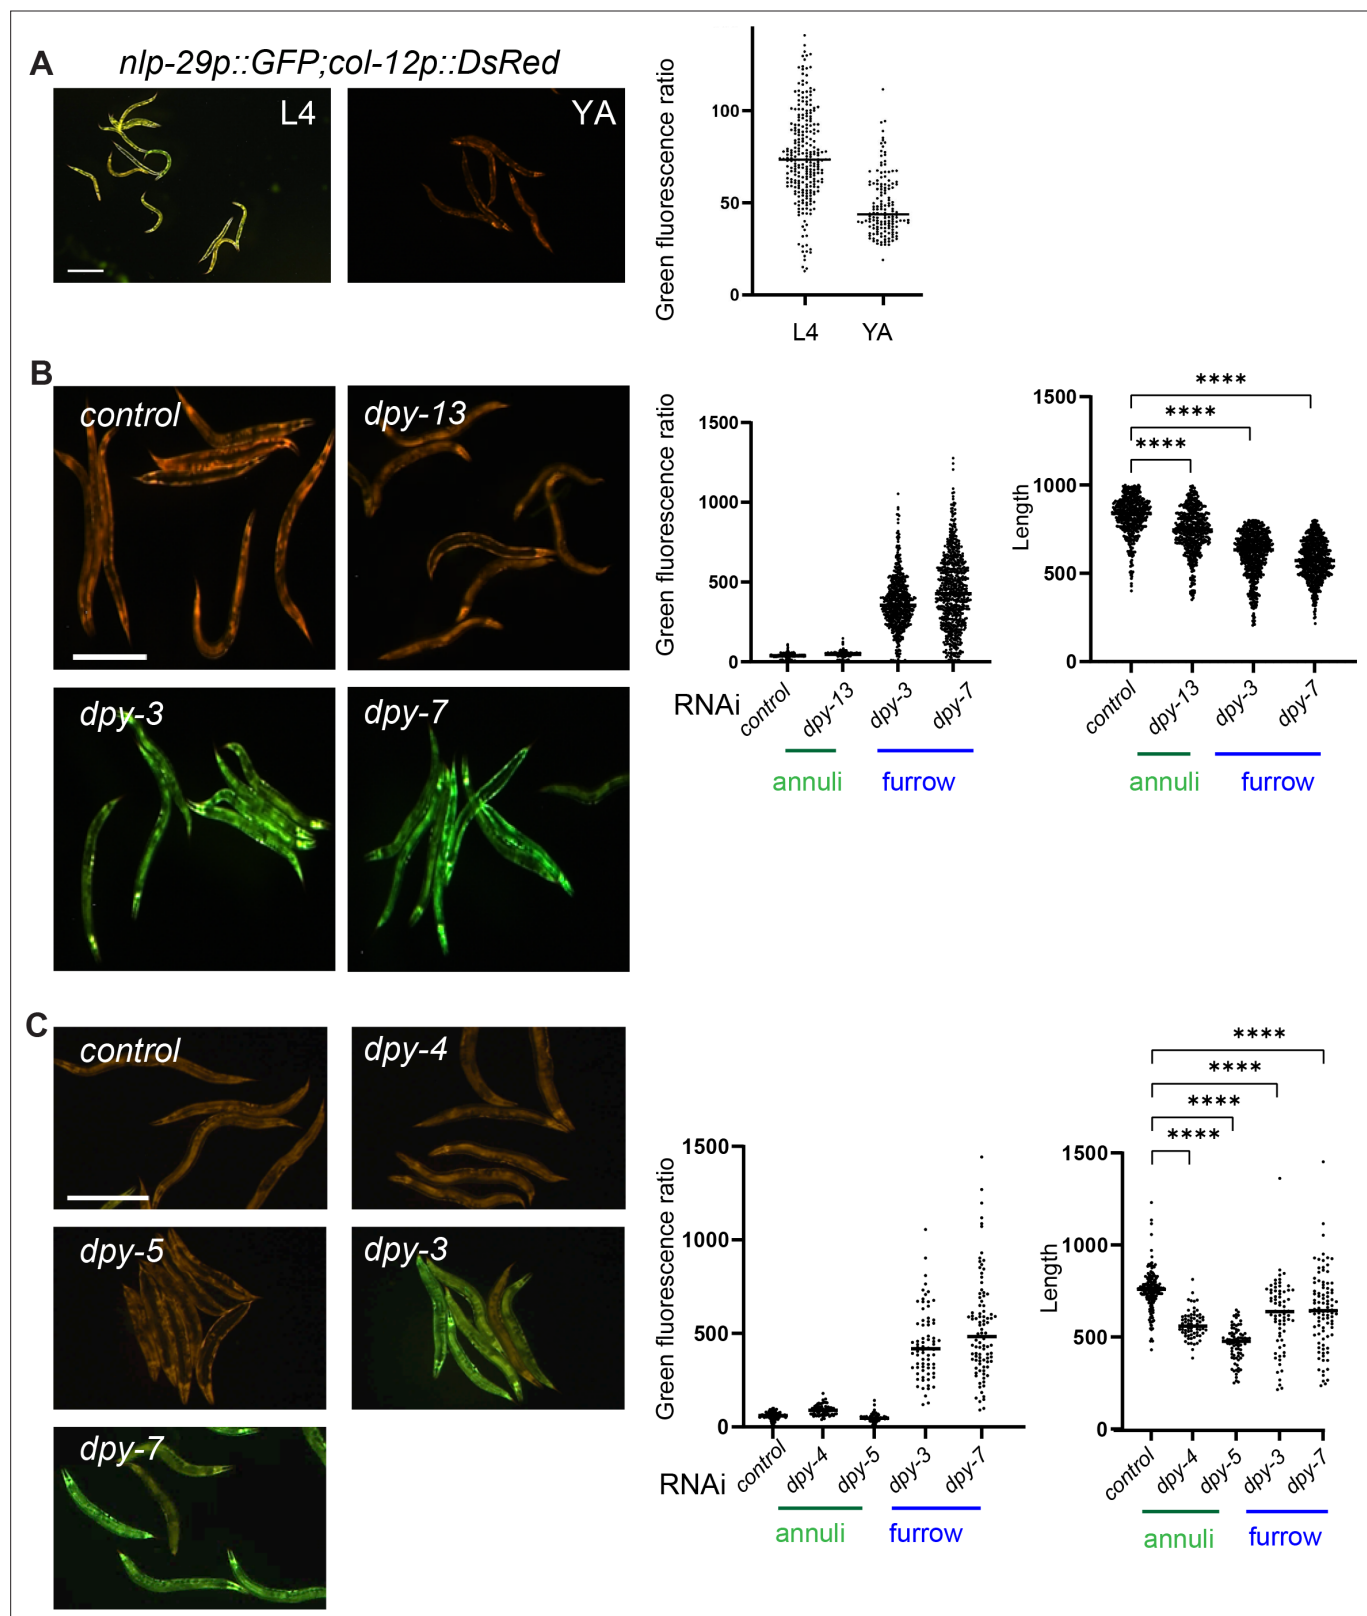 A
nlp-29p::GFP;col-12p::DsRed
L4
YA
Green fluorescence ratio
100
50
0
L4
YA
B
control
dpy-13
dpy-3
dpy-7
Green fluorescence ratio
1500
1000
500
0
RNAi
control
dpy-13
dpy-3
dpy-7
annuli
furrow
****
****
****
Length
1500
1000
500
0
control
dpy-13
dpy-3
dpy-7
annuli
furrow
C
control
dpy-4
dpy-5
dpy-3
dpy-7
Green fluorescence ratio
1500
1000
500
0
RNAi
control
dpy-4
dpy-5
dpy-3
dpy-7
annuli
furrow
****
****
****
****
Length
1500
1000
500
0
control
dpy-4
dpy-5
dpy-3
dpy-7
annuli
furrow